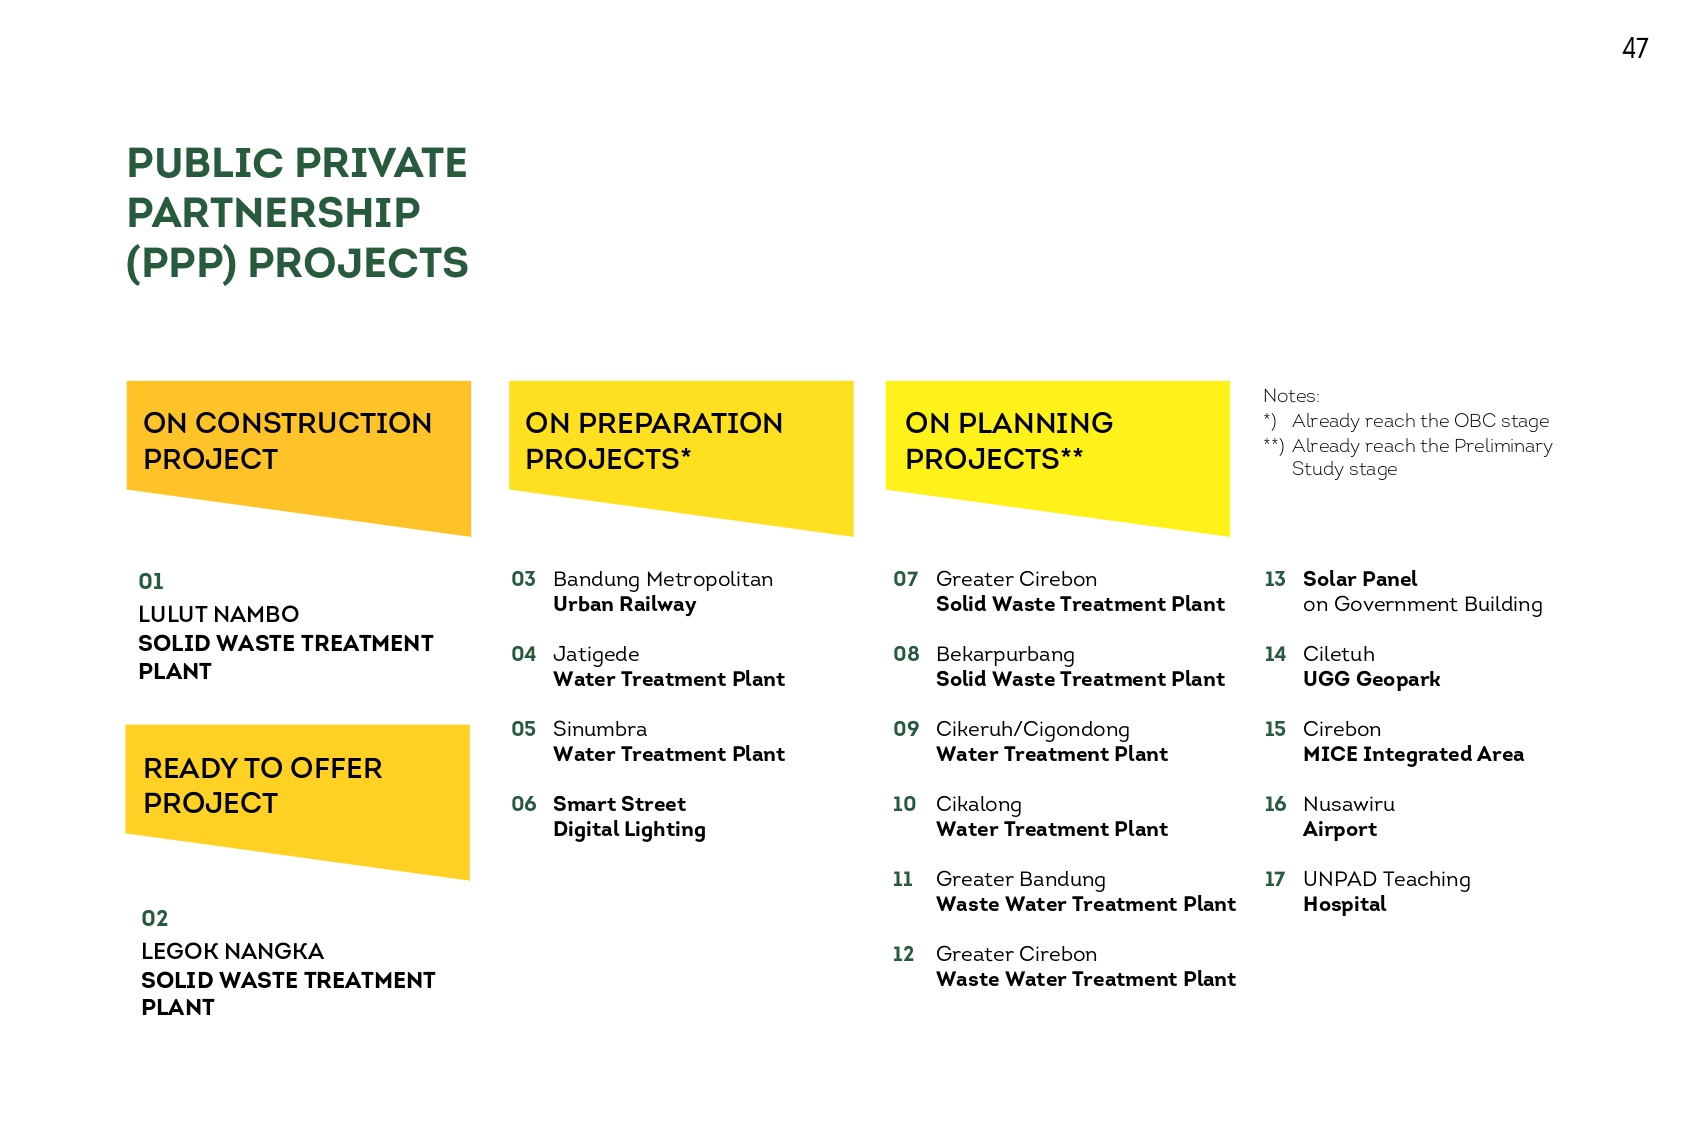 47
PUBLIC PRIVATE
PARTNERSHIP
(PPP) PROJECTS
ON CONSTRUCTION
PROJECT
01
LULUT NAMBO
SOLID WASTE TREATMENT
PLANT
READY TO OFFER
PROJECT
02
LEGOK NANGKA
SOLID WASTE TREATMENT
PLANT
ON PREPARATION
PROJECTS*
03 Bandung Metropolitan
Urban Railway
04 Jatigede
Water Treatment Plant
05 Sinumbra
Water Treatment Plant
06 Smart Street
Digital Lighting
ON PLANNING
PROJECTS**
07 Greater Cirebon
Solid Waste Treatment Plant
08 Bekarpurbang
Solid Waste Treatment Plant
09 Cikeruh/Cigondong
Water Treatment Plant
10 Cikalong
Water Treatment Plant
11 Greater Bandung
Waste Water Treatment Plant
12 Greater Cirebon
Waste Water Treatment Plant
Notes:
*) Already reach the OBC stage
**) Already reach the Preliminary
Study stage
13 Solar Panel
on Government Building
14 Ciletuh
UGG Geopark
15 Cirebon
MICE Integrated Area
16 Nusawiru
Airport
17 UNPAD Teaching
Hospital